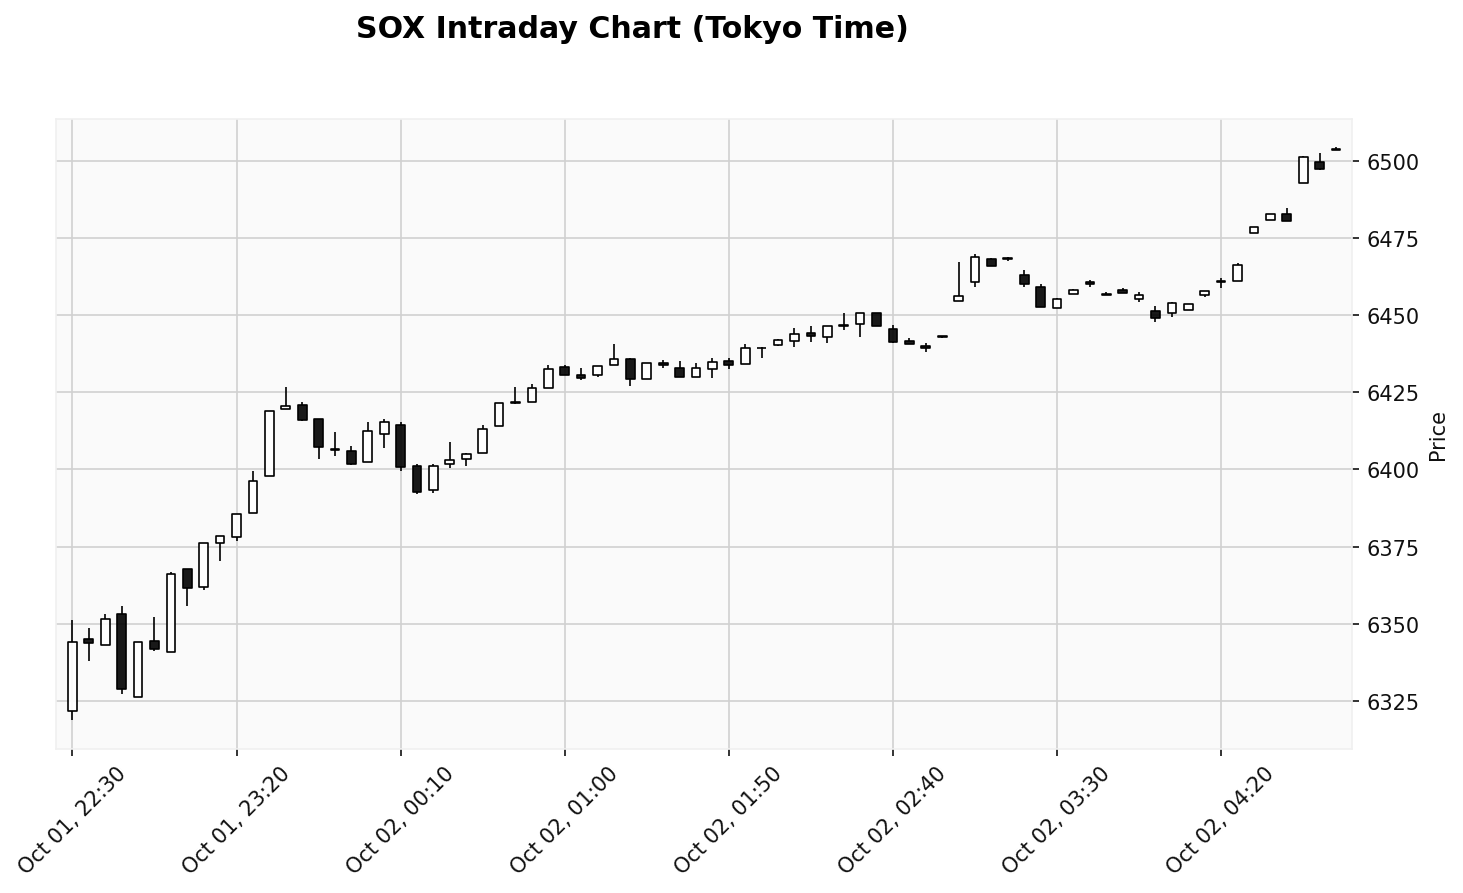 SOX Intraday Chart (Tokyo Time)
6500
6475
6450
6425
6400
6375
6350
6325
Price
Oct 01, 22:30
Oct 01, 23:20
Oct 02, 00:10
Oct 02, 01:00
Oct 02, 01:50
Oct 02, 02:40
Oct 02, 03:30
Oct 02, 04:20